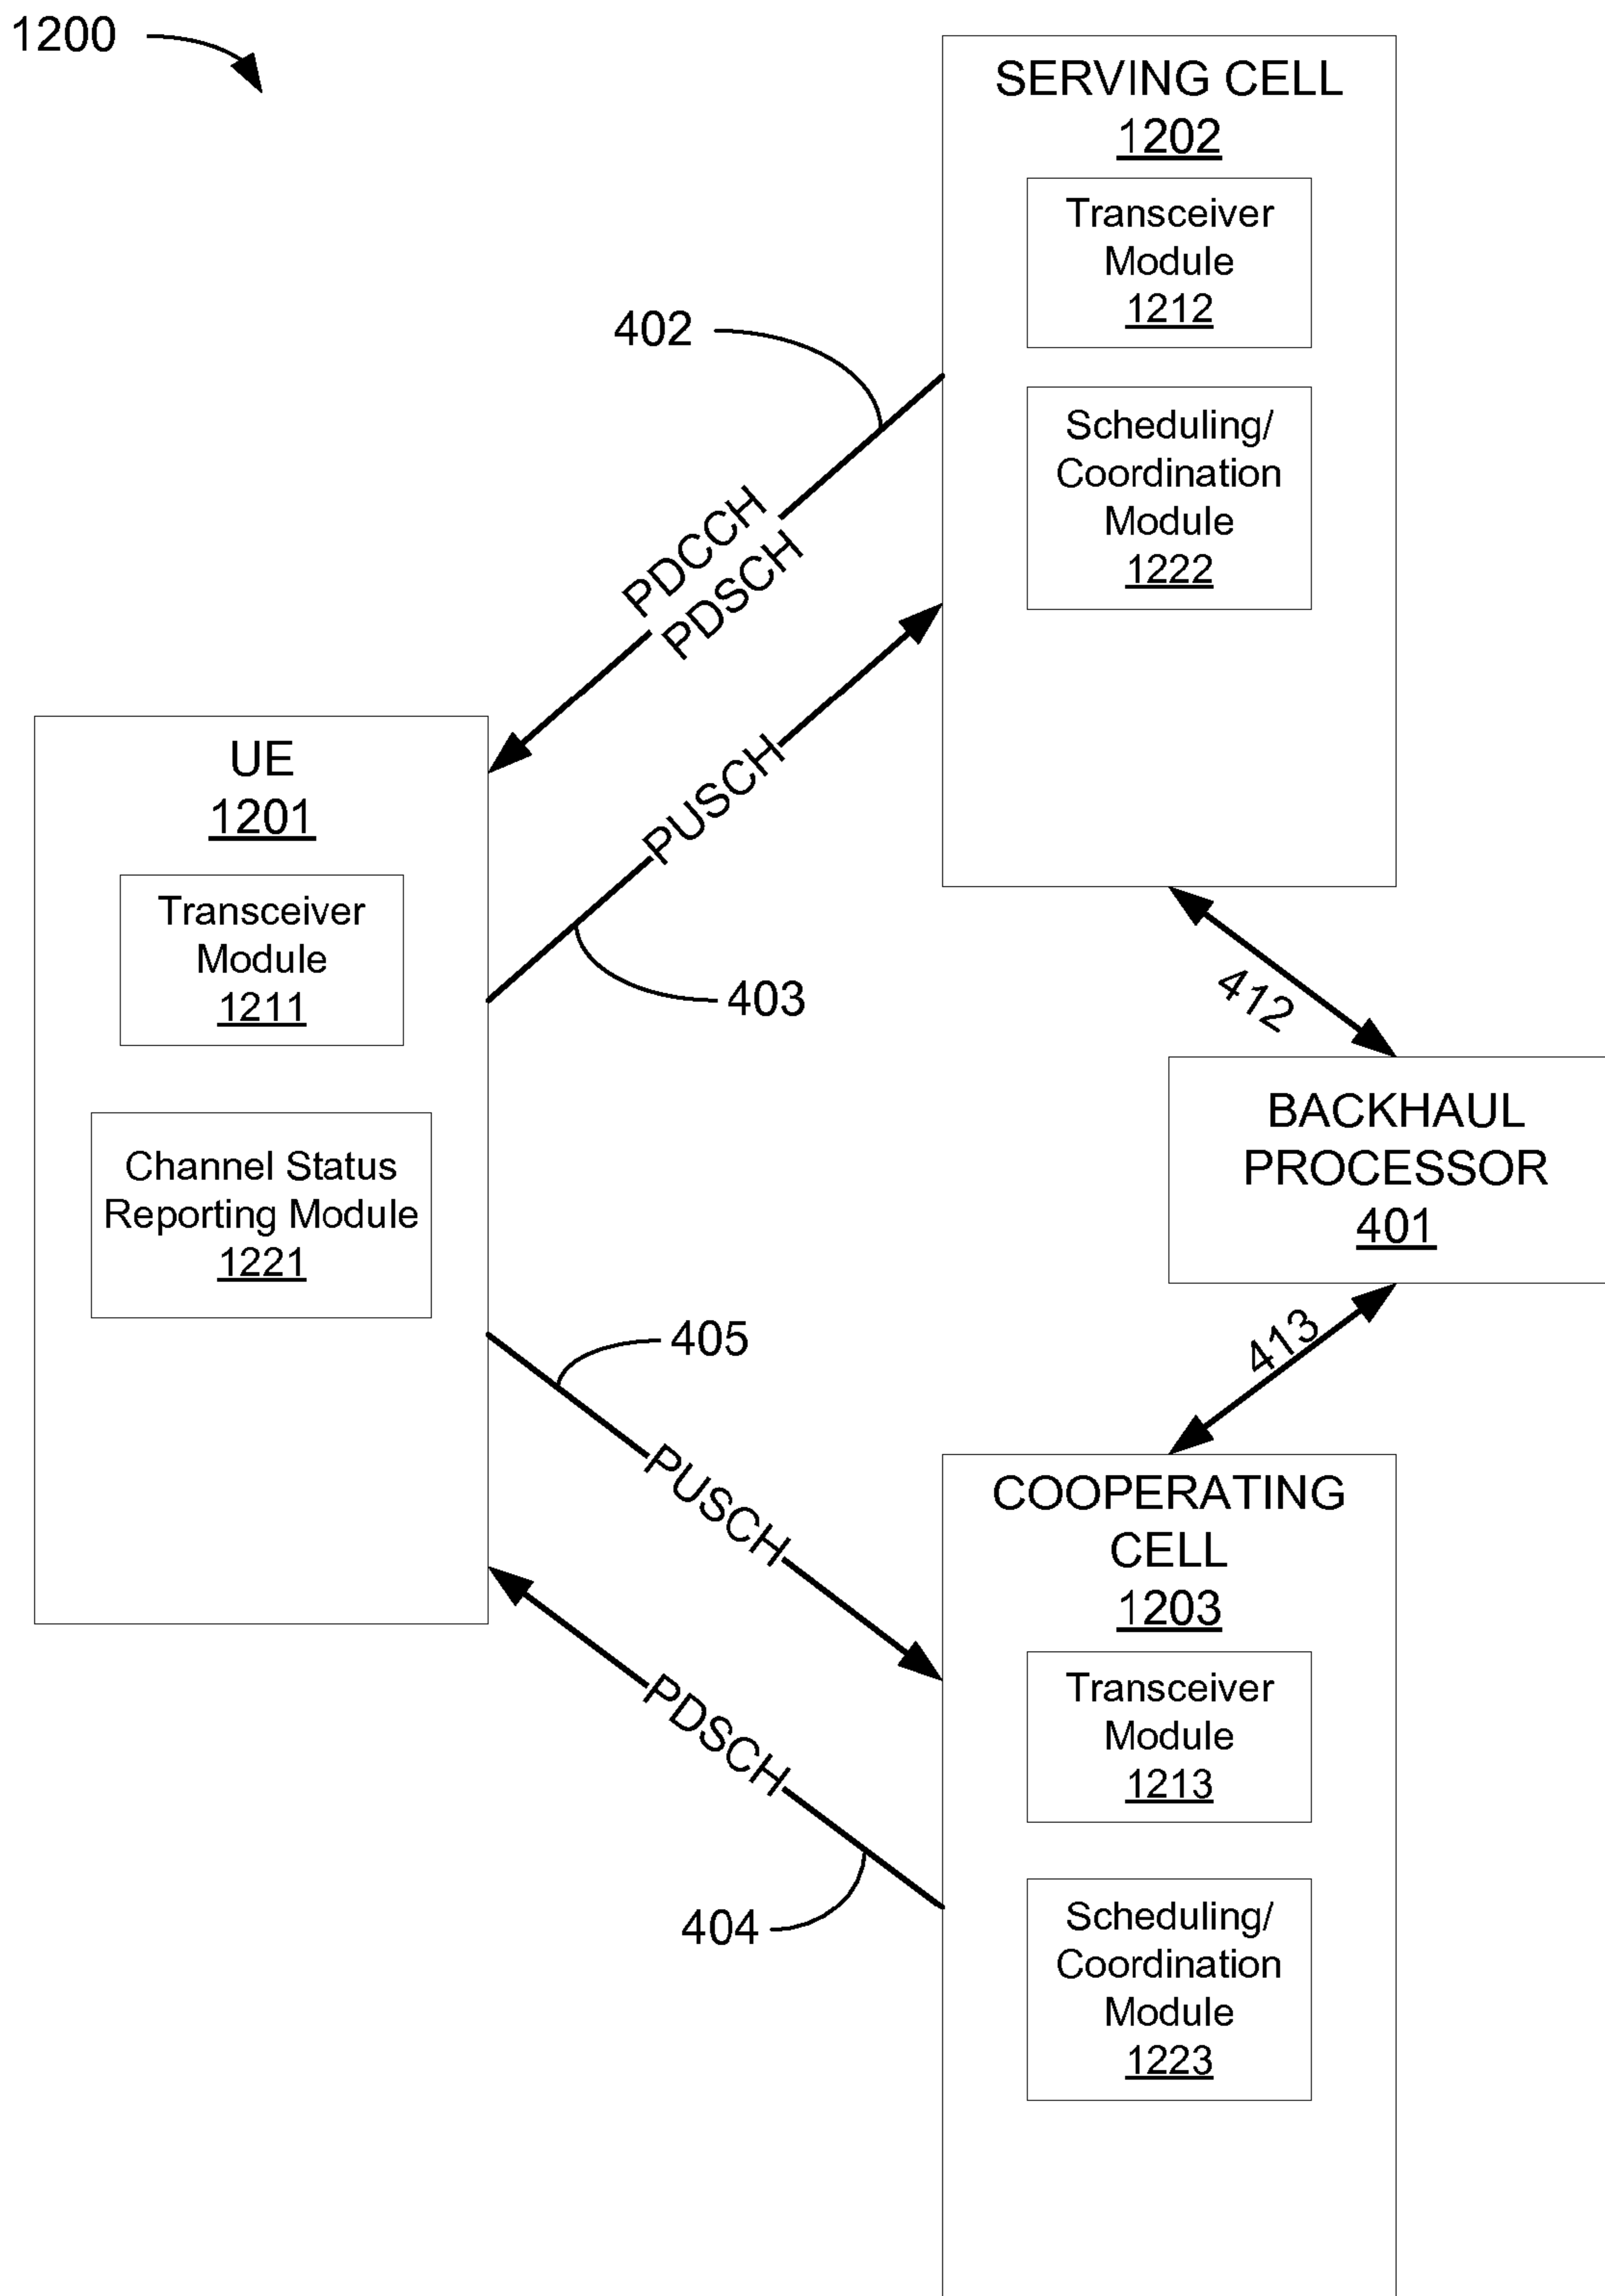 1200
SERVING CELL
1202
Transceiver
Module
1212
Scheduling/
Coordination
Module
1222
402
PDCCH
PDSCH
PUSCH
403
UE
1201
Transceiver
Module
1211
Channel Status
Reporting Module
1221
412
BACKHAUL
PROCESSOR
401
413
405
PUSCH
PDSCH
404
COOPERATING
CELL
1203
Transceiver
Module
1213
Scheduling/
Coordination
Module
1223